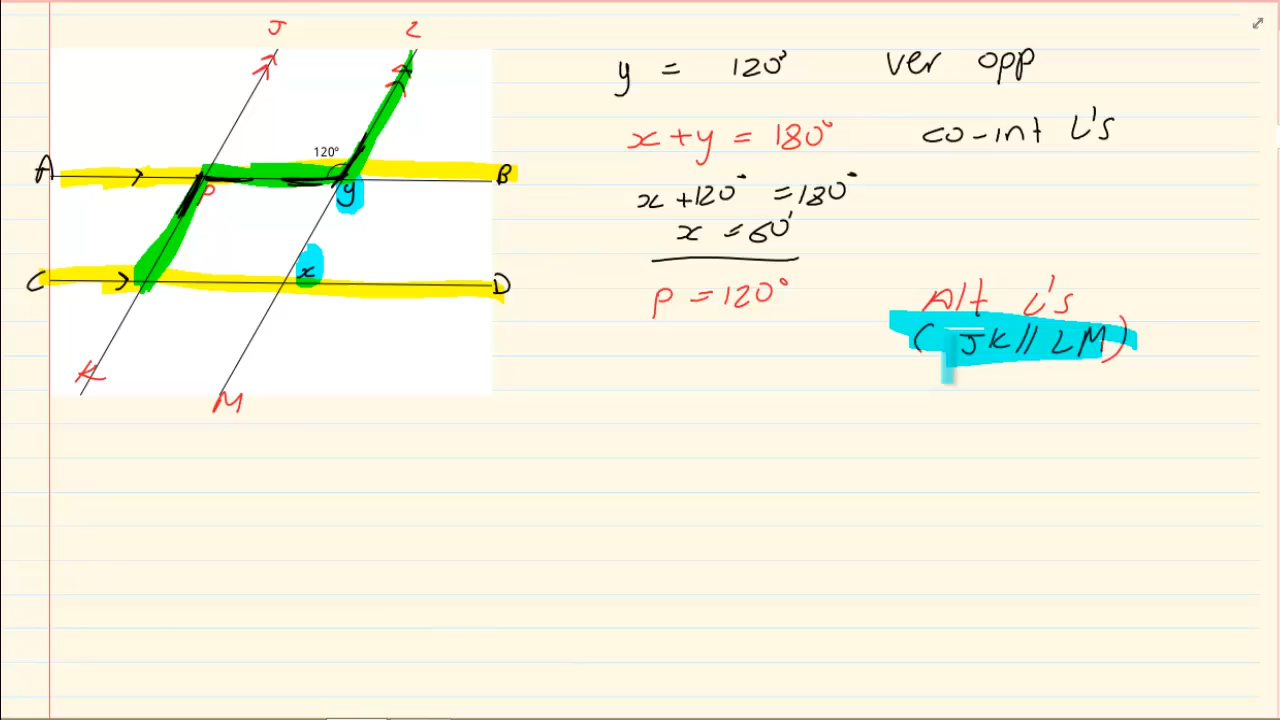 J L
120°
A B
P y
x
C D
K M
y = 120° ver opp
x + y = 180° co-int L's
x + 120° = 180°
x = 60°
P = 120° Alt L's
( JK // LM )